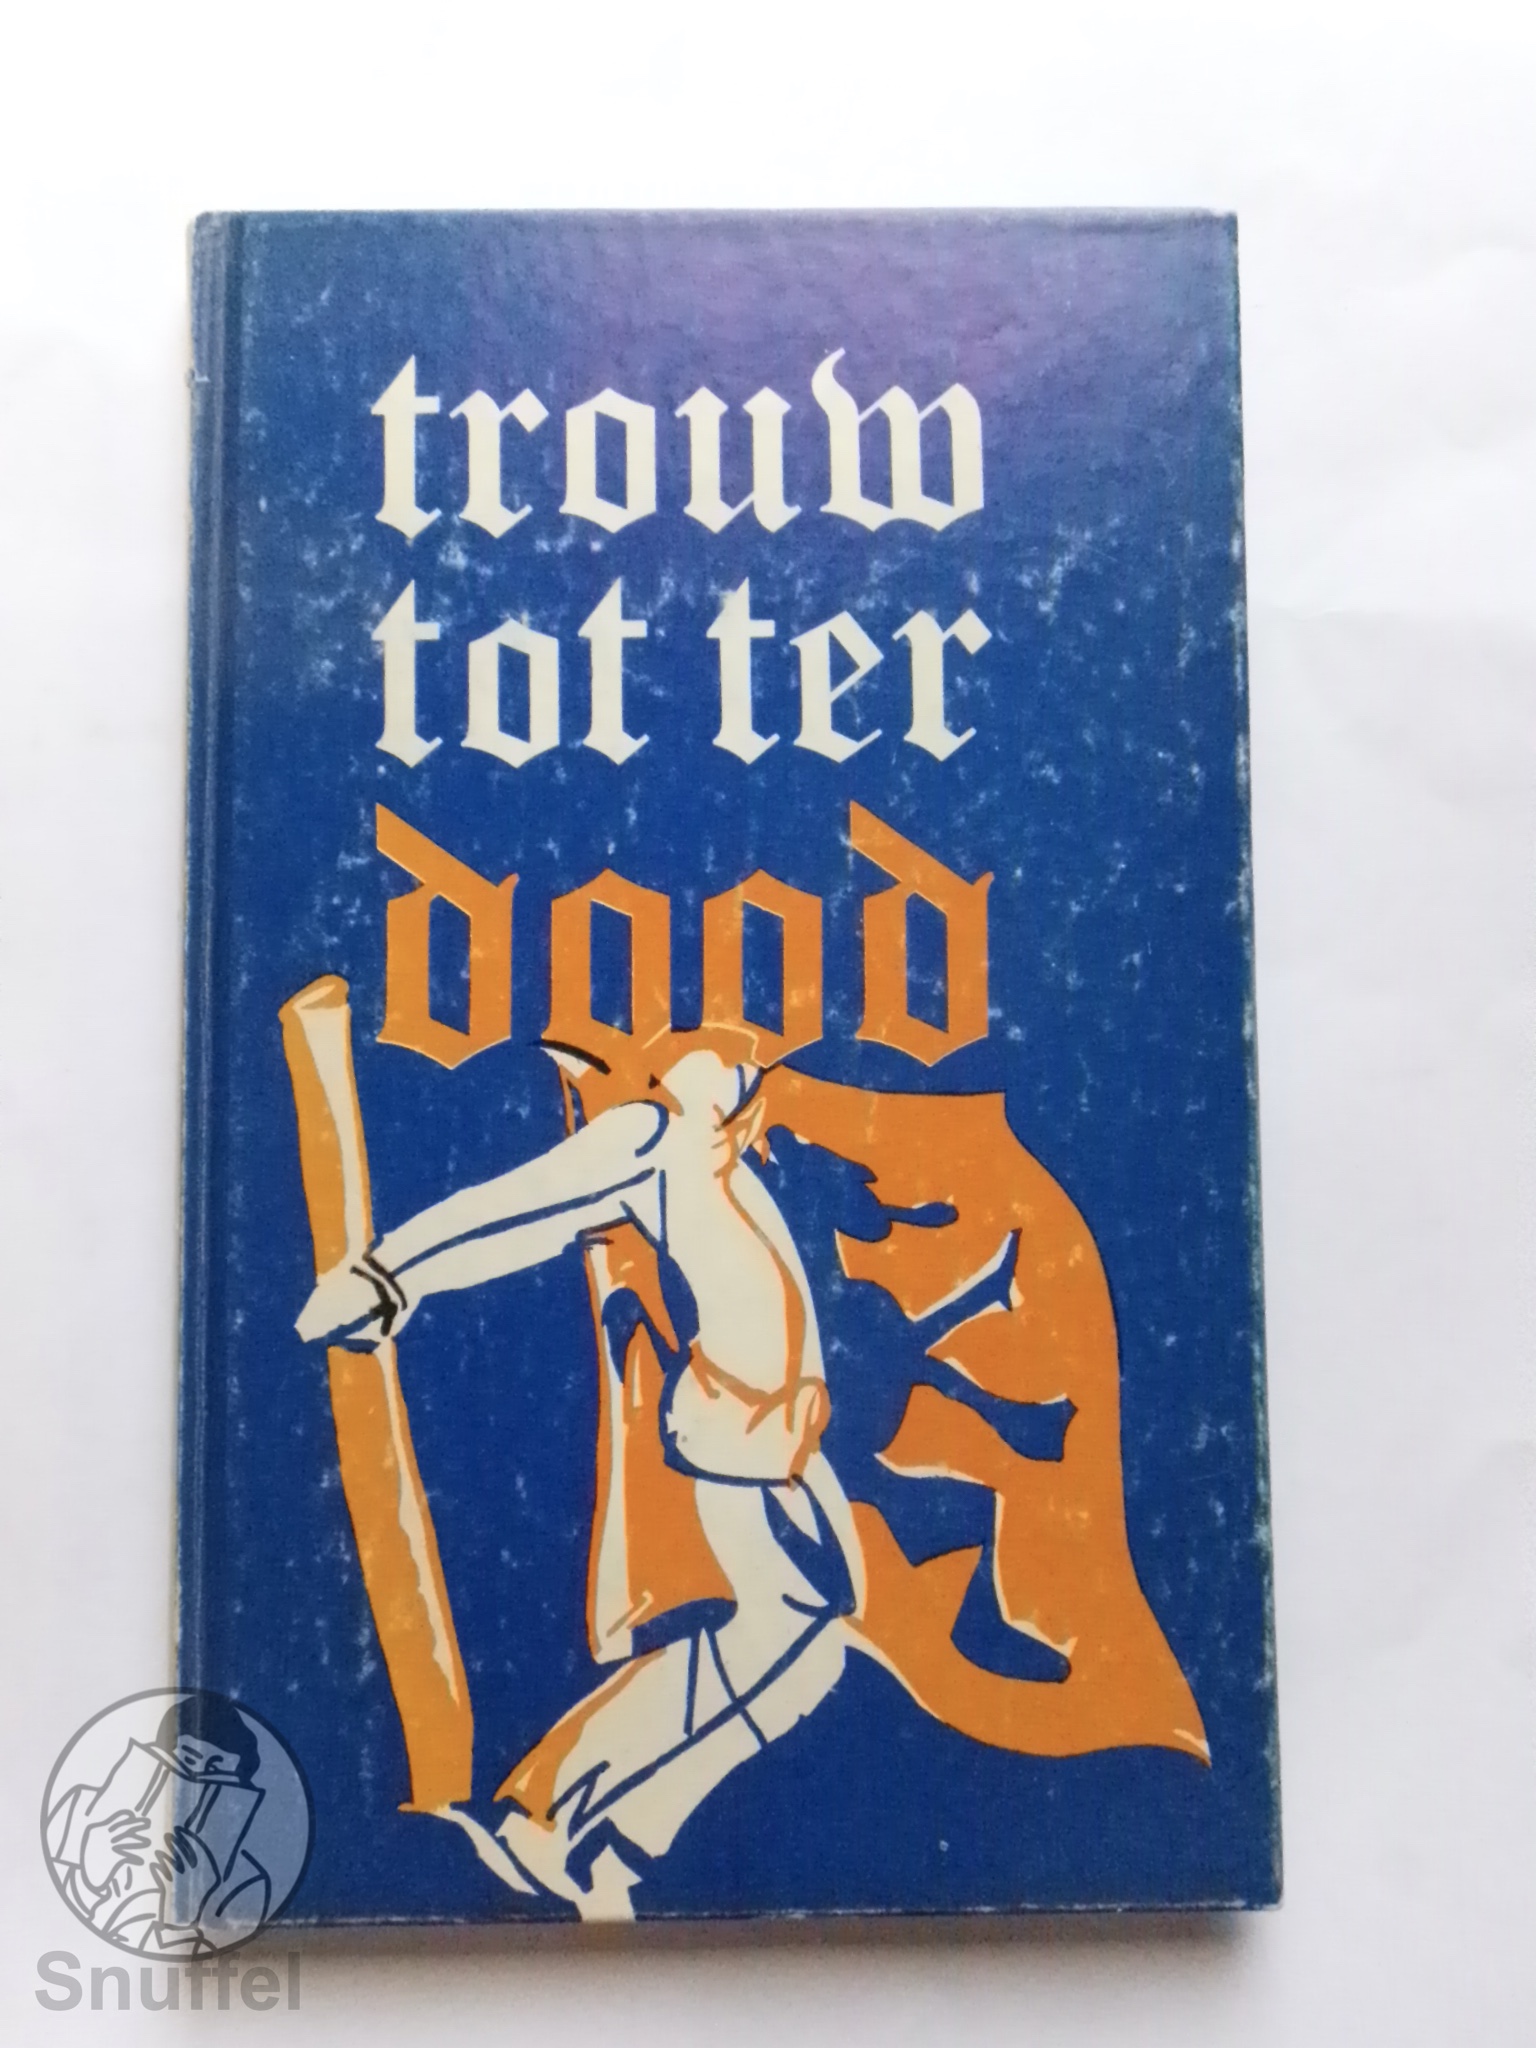 trouw
tot ter
dood
Snuffel